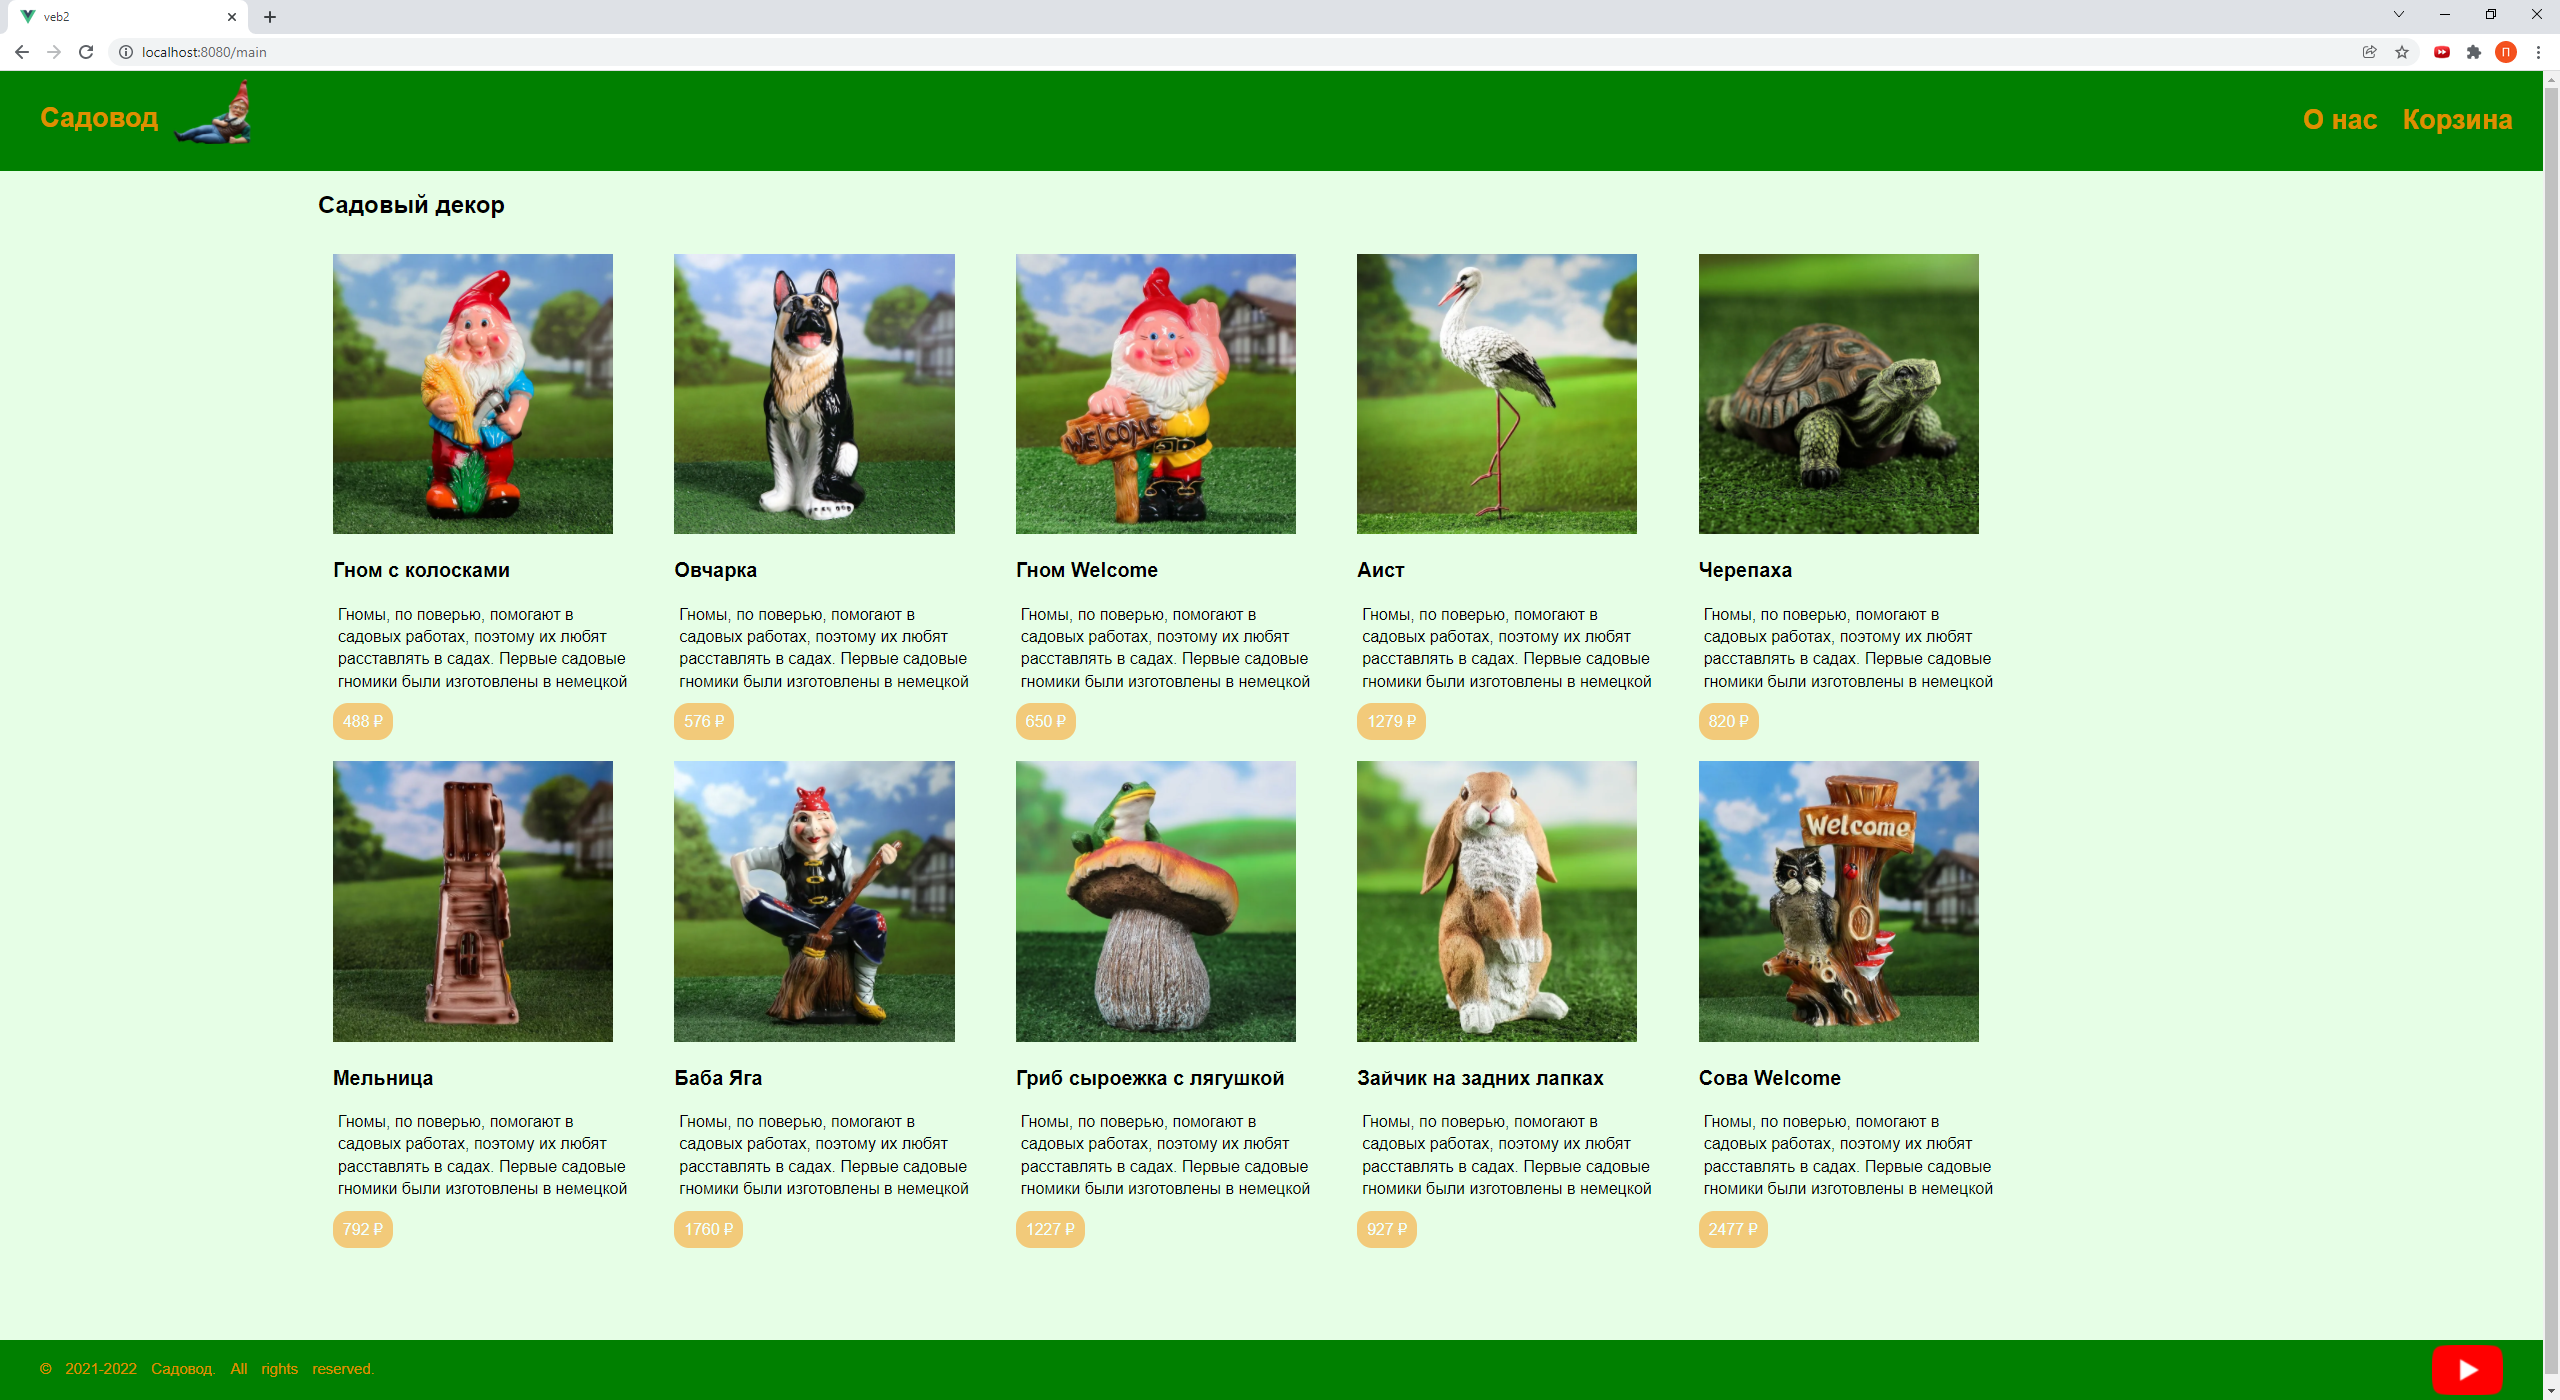 veb2
localhost:8080/main
П
Садовод
О нас Корзина
Садовый декор
WELCOME
Гном с колосками
Овчарка
Гном Welcome
Аист
Черепаха
Гномы, по поверью, помогают в
садовых работах, поэтому их любят
расставлять в садах. Первые садовые
гномики были изготовлены в немецкой
Гномы, по поверью, помогают в
садовых работах, поэтому их любят
расставлять в садах. Первые садовые
гномики были изготовлены в немецкой
Гномы, по поверью, помогают в
садовых работах, поэтому их любят
расставлять в садах. Первые садовые
гномики были изготовлены в немецкой
Гномы, по поверью, помогают в
садовых работах, поэтому их любят
расставлять в садах. Первые садовые
гномики были изготовлены в немецкой
Гномы, по поверью, помогают в
садовых работах, поэтому их любят
расставлять в садах. Первые садовые
гномики были изготовлены в немецкой
488 ₽
576 ₽
650 ₽
1279 ₽
820 ₽
Welcome
Мельница
Баба Яга
Гриб сыроежка с лягушкой
Зайчик на задних лапках
Сова Welcome
Гномы, по поверью, помогают в
садовых работах, поэтому их любят
расставлять в садах. Первые садовые
гномики были изготовлены в немецкой
Гномы, по поверью, помогают в
садовых работах, поэтому их любят
расставлять в садах. Первые садовые
гномики были изготовлены в немецкой
Гномы, по поверью, помогают в
садовых работах, поэтому их любят
расставлять в садах. Первые садовые
гномики были изготовлены в немецкой
Гномы, по поверью, помогают в
садовых работах, поэтому их любят
расставлять в садах. Первые садовые
гномики были изготовлены в немецкой
Гномы, по поверью, помогают в
садовых работах, поэтому их любят
расставлять в садах. Первые садовые
гномики были изготовлены в немецкой
792 ₽
1760 ₽
1227 ₽
927 ₽
2477 ₽
© 2021-2022 Садовод. All rights reserved.